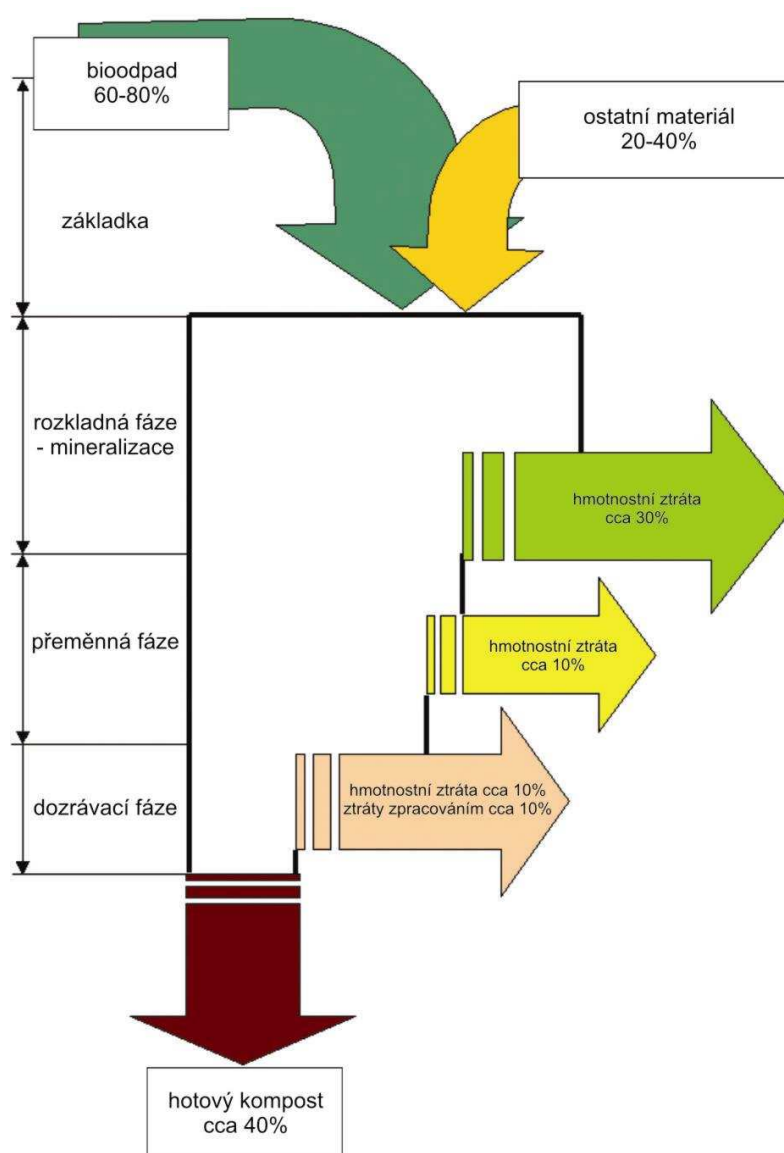 bioodpad
60-80%
ostatní materiál
20-40%
základka
rozkladná fáze
- mineralizace
hmotnostní ztráta
cca 30%
přeměnná fáze
hmotnostní ztráta
cca 10%
dozrávací fáze
hmotnostní ztráta cca 10%
ztráty zpracováním cca 10%
hotový kompost
cca 40%